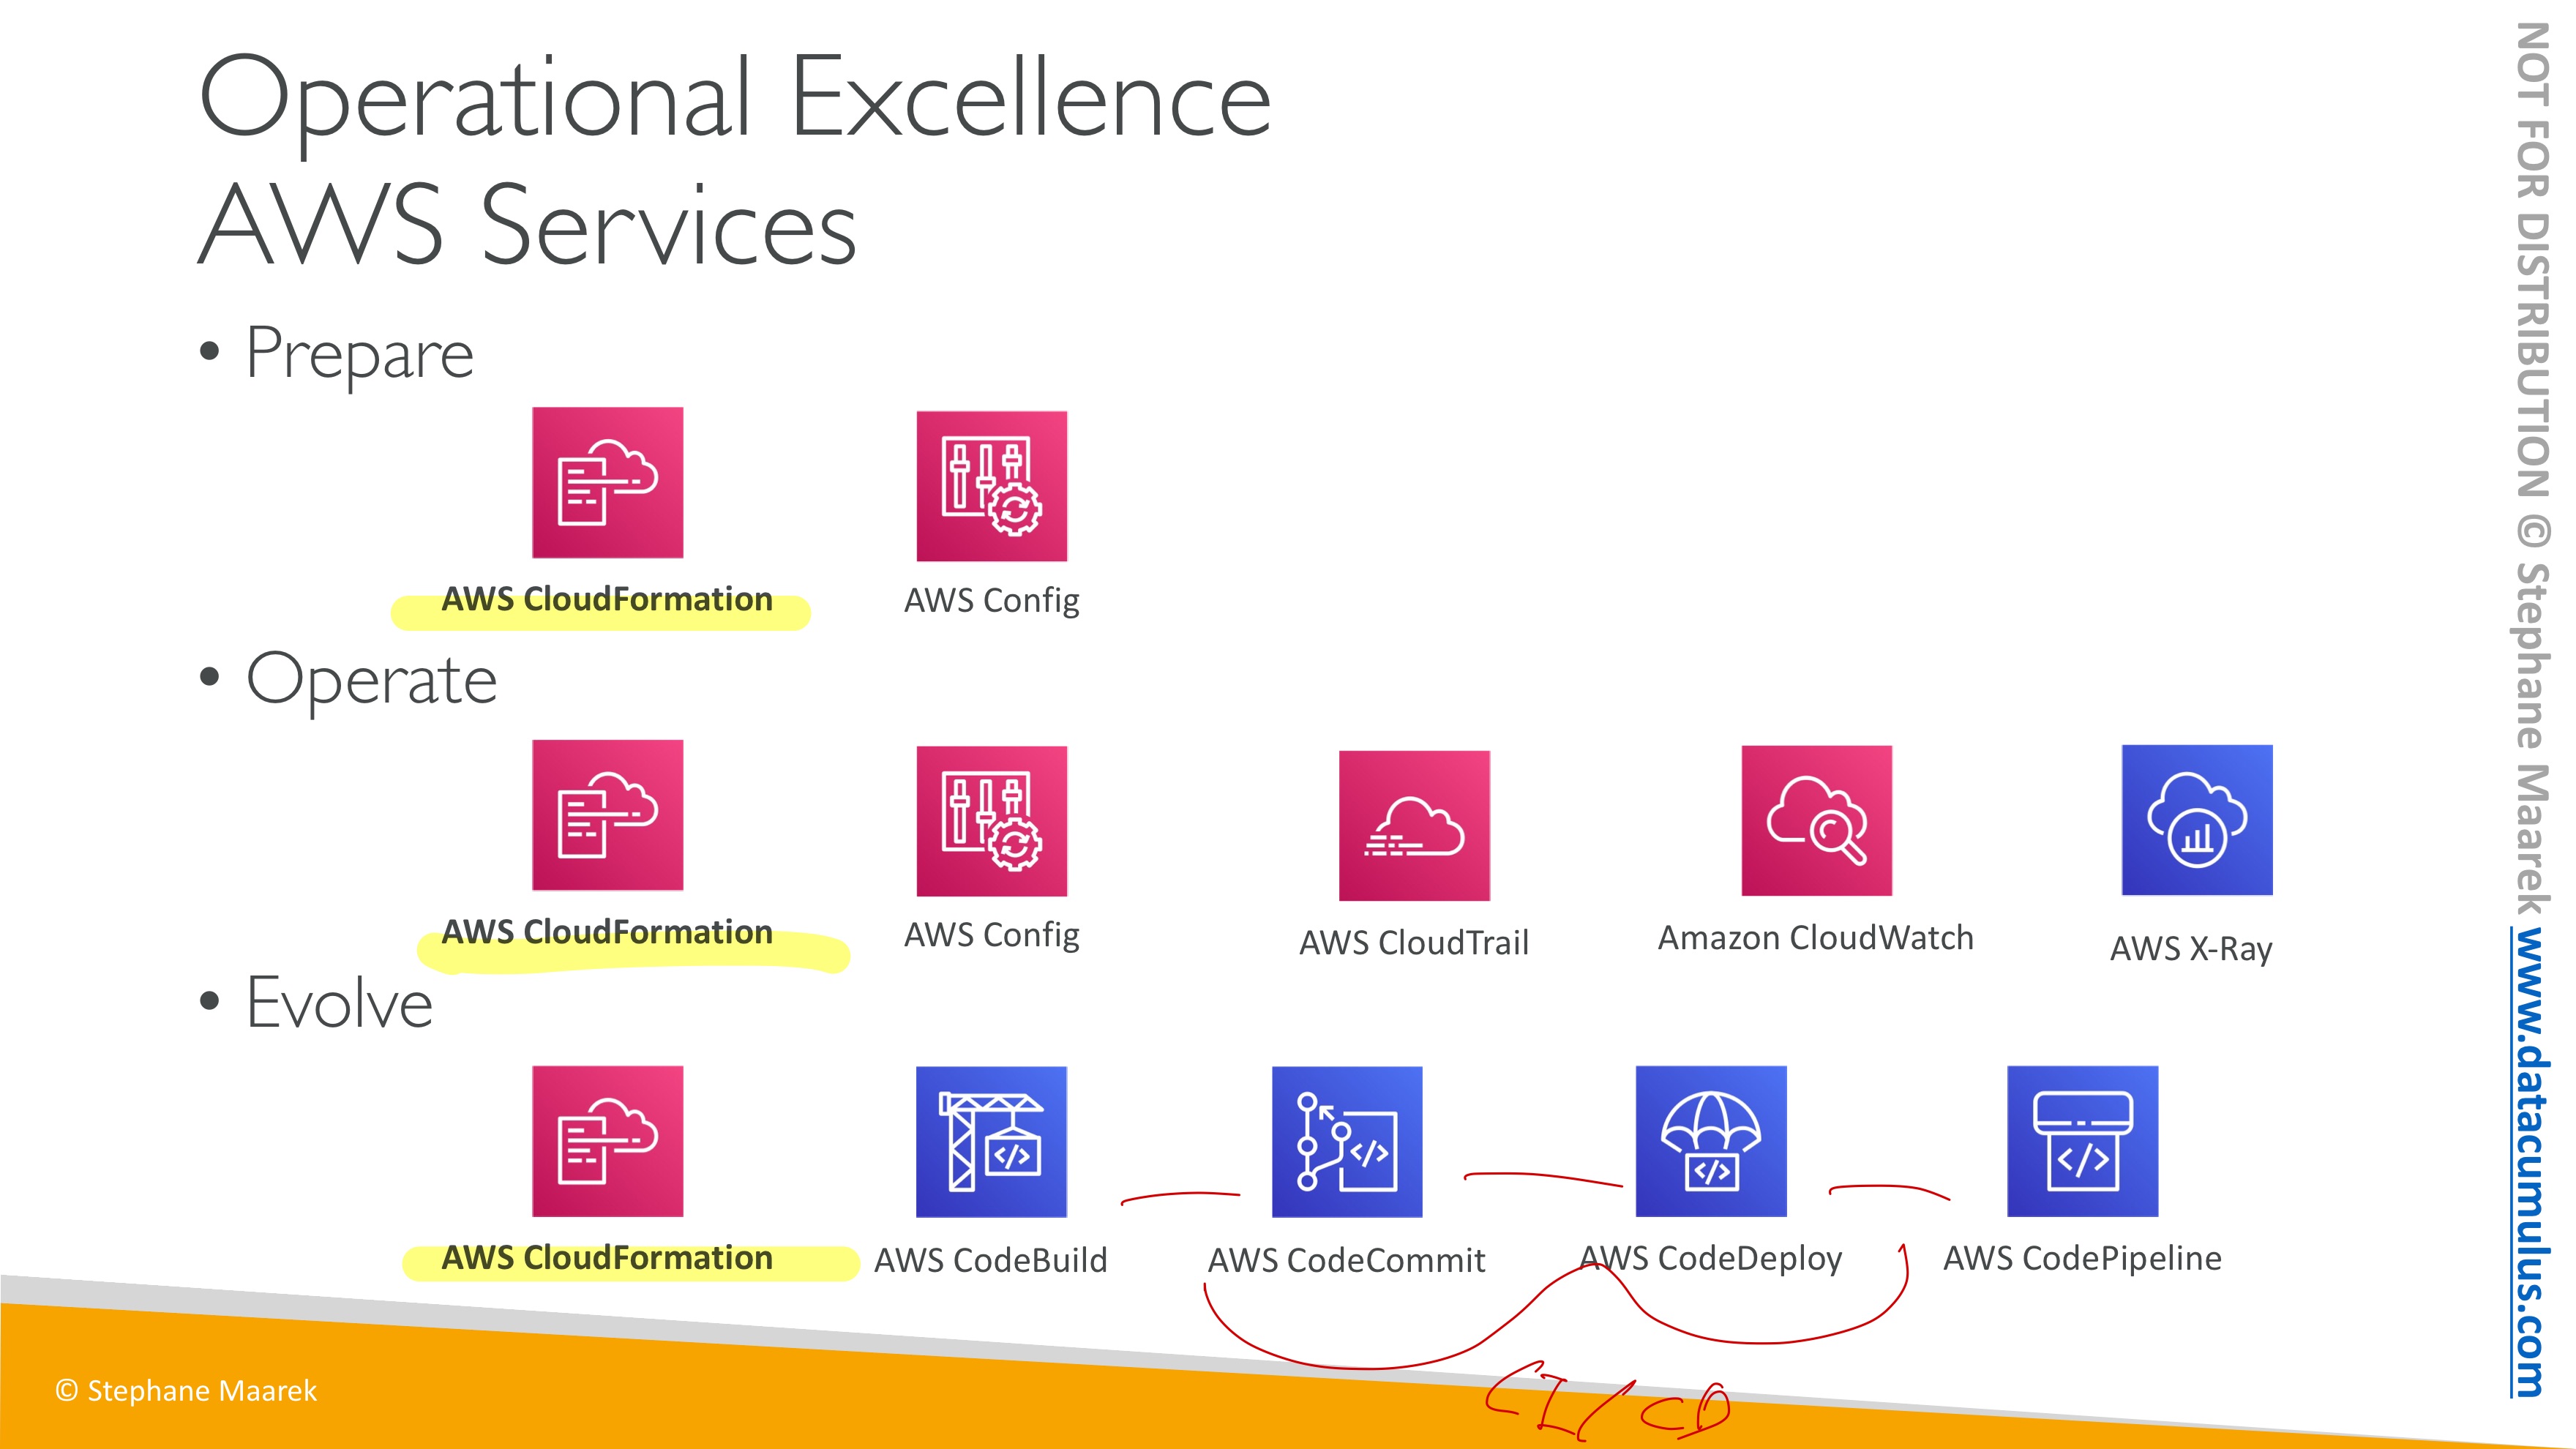 Operational Excellence
AWS Services
• Prepare
AWS CloudFormation
AWS Config
• Operate
AWS CloudFormation
AWS Config
AWS CloudTrail
Amazon CloudWatch
AWS X-Ray
• Evolve
AWS CloudFormation
AWS CodeBuild
AWS CodeCommit
AWS CodeDeploy
AWS CodePipeline
CI/CD
© Stephane Maarek
NOT FOR DISTRIBUTION © Stephane Maarek www.datacumulus.com